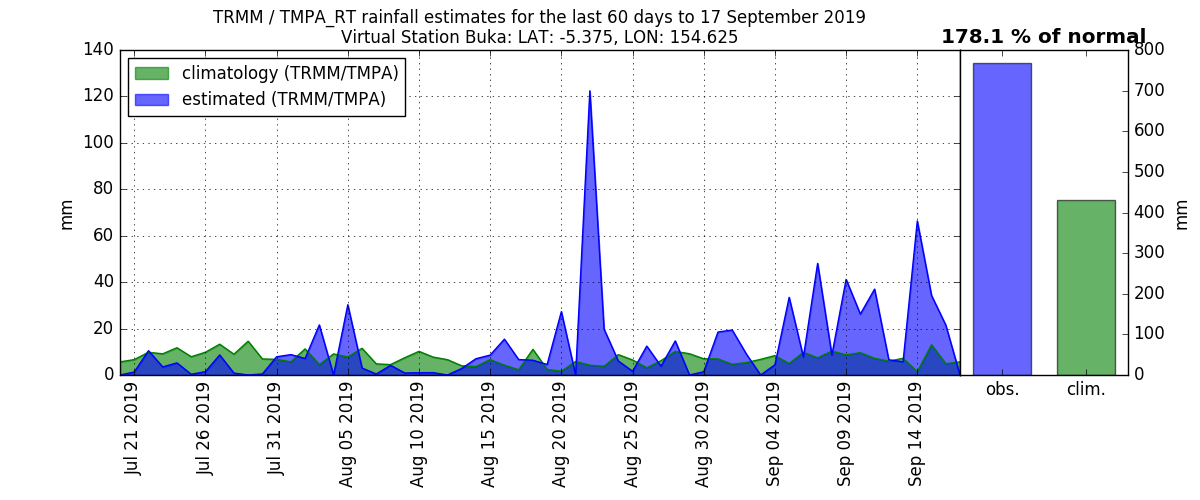 TRMM / TMPA_RT rainfall estimates for the last 60 days to 17 September 2019
Virtual Station Buka: LAT: -5.375, LON: 154.625
178.1 % of normal
climatology (TRMM/TMPA)
estimated (TRMM/TMPA)
140
120
100
80
60
40
20
0
mm
Jul 21 2019
Jul 26 2019
Jul 31 2019
Aug 05 2019
Aug 10 2019
Aug 15 2019
Aug 20 2019
Aug 25 2019
Aug 30 2019
Sep 04 2019
Sep 09 2019
Sep 14 2019
800
700
600
500
400
300
200
100
0
mm
obs.
clim.